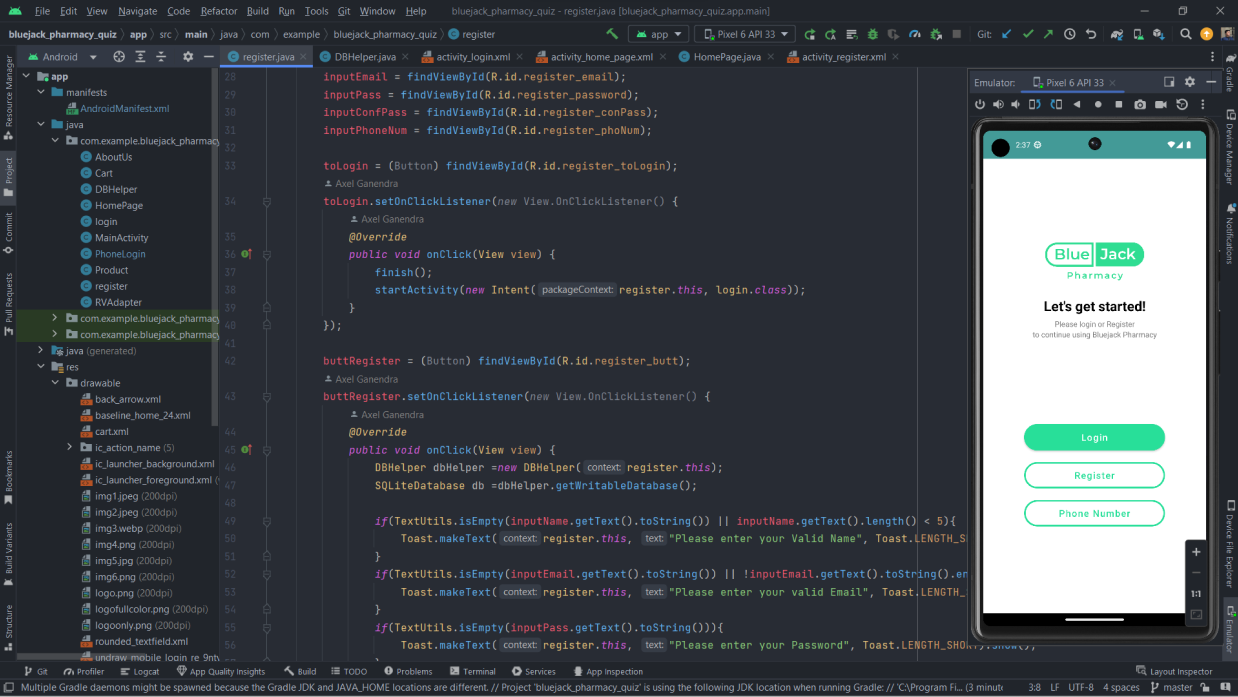 File Edit View Navigate Code Refactor Build Run Tools Git Window Help bluejack_pharmacy_quiz - register.java [bluejack_pharmacy_quiz.app.main]
bluejack_pharmacy_quiz app src main java com example bluejack_pharmacy_quiz register app Pixel 6 API 33 Git:
Android register.java DBHelper.java activity_login.xml activity_home_page.xml HomePage.java activity_register.xml
Resource Manager
Project
Commit
Pull Requests
Bookmarks
Build Variants
Structure
app
manifests
AndroidManifest.xml
java
com.example.bluejack_pharmacy
AboutUs
Cart
DBHelper
HomePage
login
MainActivity
PhoneLogin
Product
register
RVAdapter
com.example.bluejack_pharmacy
com.example.bluejack_pharmacy
java (generated)
res
drawable
back_arrow.xml
baseline_home_24.xml
cart.xml
ic_action_name (5)
ic_launcher_background.xml
ic_launcher_foreground.xml (
img1.jpeg (200dpi)
img2.jpeg (200dpi)
img3.webp (200dpi)
img4.png (200dpi)
img5.jpg (200dpi)
img6.png (200dpi)
logo.png (200dpi)
logofullcolor.png (200dpi)
logoonly.png (200dpi)
rounded_textfield.xml
undraw_mobile_login_re_9ntv
28 inputEmail = findViewById(R.id.register_email);
29 inputPass = findViewById(R.id.register_password);
30 inputConfPass = findViewById(R.id.register_conPass);
31 inputPhoneNum = findViewById(R.id.register_phoNum);
32
33 toLogin = (Button) findViewById(R.id.register_toLogin);
Axel Ganendra
34 toLogin.setOnClickListener(new View.OnClickListener() {
Axel Ganendra
35 @Override
36 public void onClick(View view) {
37 finish();
38 startActivity(new Intent( packageContext: register.this, login.class));
39 }
40 });
41
42 buttRegister = (Button) findViewById(R.id.register_butt);
Axel Ganendra
43 buttRegister.setOnClickListener(new View.OnClickListener() {
Axel Ganendra
44 @Override
45 public void onClick(View view) {
46 DBHelper dbHelper =new DBHelper( context: register.this);
47 SQLiteDatabase db =dbHelper.getWritableDatabase();
48
49 if(TextUtils.isEmpty(inputName.getText().toString()) || inputName.getText().length() < 5){
50 Toast.makeText( context: register.this, text: "Please enter your Valid Name", Toast.LENGTH_SH
51 }
52 if(TextUtils.isEmpty(inputEmail.getText().toString()) || !inputEmail.getText().toString().en
53 Toast.makeText( context: register.this, text: "Please enter your valid Email", Toast.LENGTH_
54 }
55 if(TextUtils.isEmpty(inputPass.getText().toString())){
56 Toast.makeText( context: register.this, text: "Please enter your Password", Toast.LENGTH_SHORT).show();
57 }
Emulator: Pixel 6 API 33
2:37
Blue Jack
Pharmacy
Let's get started!
Please login or Register
to continue using Bluejack Pharmacy
Login
Register
Phone Number
1:1
Gradle
Device Manager
Notifications
Device File Explorer
Emulator
Git Profiler Logcat App Quality Insights Build TODO Problems Terminal Services App Inspection Layout Inspector
Multiple Gradle daemons might be spawned because the Gradle JDK and JAVA_HOME locations are different. // Project 'bluejack_pharmacy_quiz' is using the following JDK location when running Gradle: // 'C:\Program Fi... (3 minute 3:8 LF UTF-8 4 spaces master